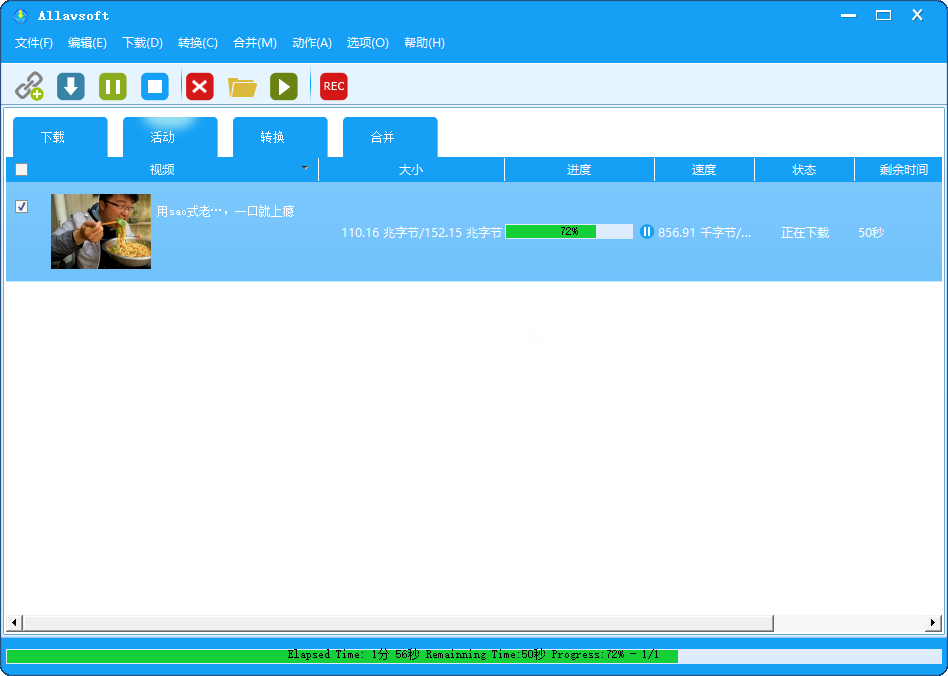 Allavsoft
文件(F) 编辑(E) 下载(D) 转换(C) 合并(M) 动作(A) 选项(O) 帮助(H)
REC
下载 活动 转换 合并
视频 大小 进度 速度 状态 剩余时间
用sao式老…，一口就上瘾
110.16 兆字节/152.15 兆字节 72% 856.91 千字节/... 正在下载 50秒
Elapsed Time: 1分 56秒 Remainning Time:50秒 Progress:72% - 1/1